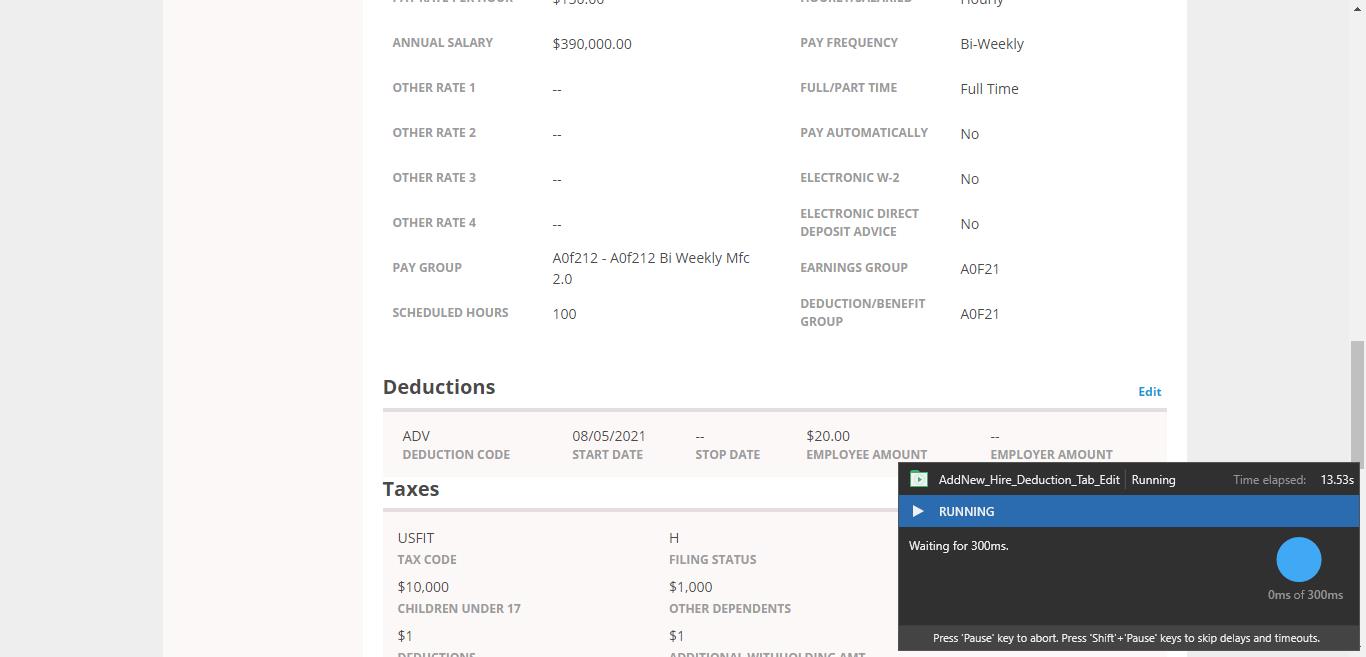 PAY RATE PER HOUR $150.00 HOURLY/SALARIED Hourly
ANNUAL SALARY $390,000.00 PAY FREQUENCY Bi-Weekly
OTHER RATE 1 -- FULL/PART TIME Full Time
OTHER RATE 2 -- PAY AUTOMATICALLY No
OTHER RATE 3 -- ELECTRONIC W-2 No
OTHER RATE 4 -- ELECTRONIC DIRECT
DEPOSIT ADVICE No
PAY GROUP A0f212 - A0f212 Bi Weekly Mfc
2.0 EARNINGS GROUP A0F21
SCHEDULED HOURS 100 DEDUCTION/BENEFIT
GROUP A0F21
Deductions Edit
ADV 08/05/2021 -- $20.00 --
DEDUCTION CODE START DATE STOP DATE EMPLOYEE AMOUNT EMPLOYER AMOUNT
Taxes
USFIT H
TAX CODE FILING STATUS
$10,000 $1,000
CHILDREN UNDER 17 OTHER DEPENDENTS
$1 $1
DEDUCTIONS ADDITIONAL WITHHOLDING AMT
AddNew_Hire_Deduction_Tab_Edit Running Time elapsed: 13.53s
RUNNING
Waiting for 300ms.
0ms of 300ms
Press 'Pause' key to abort. Press 'Shift'+'Pause' keys to skip delays and timeouts.